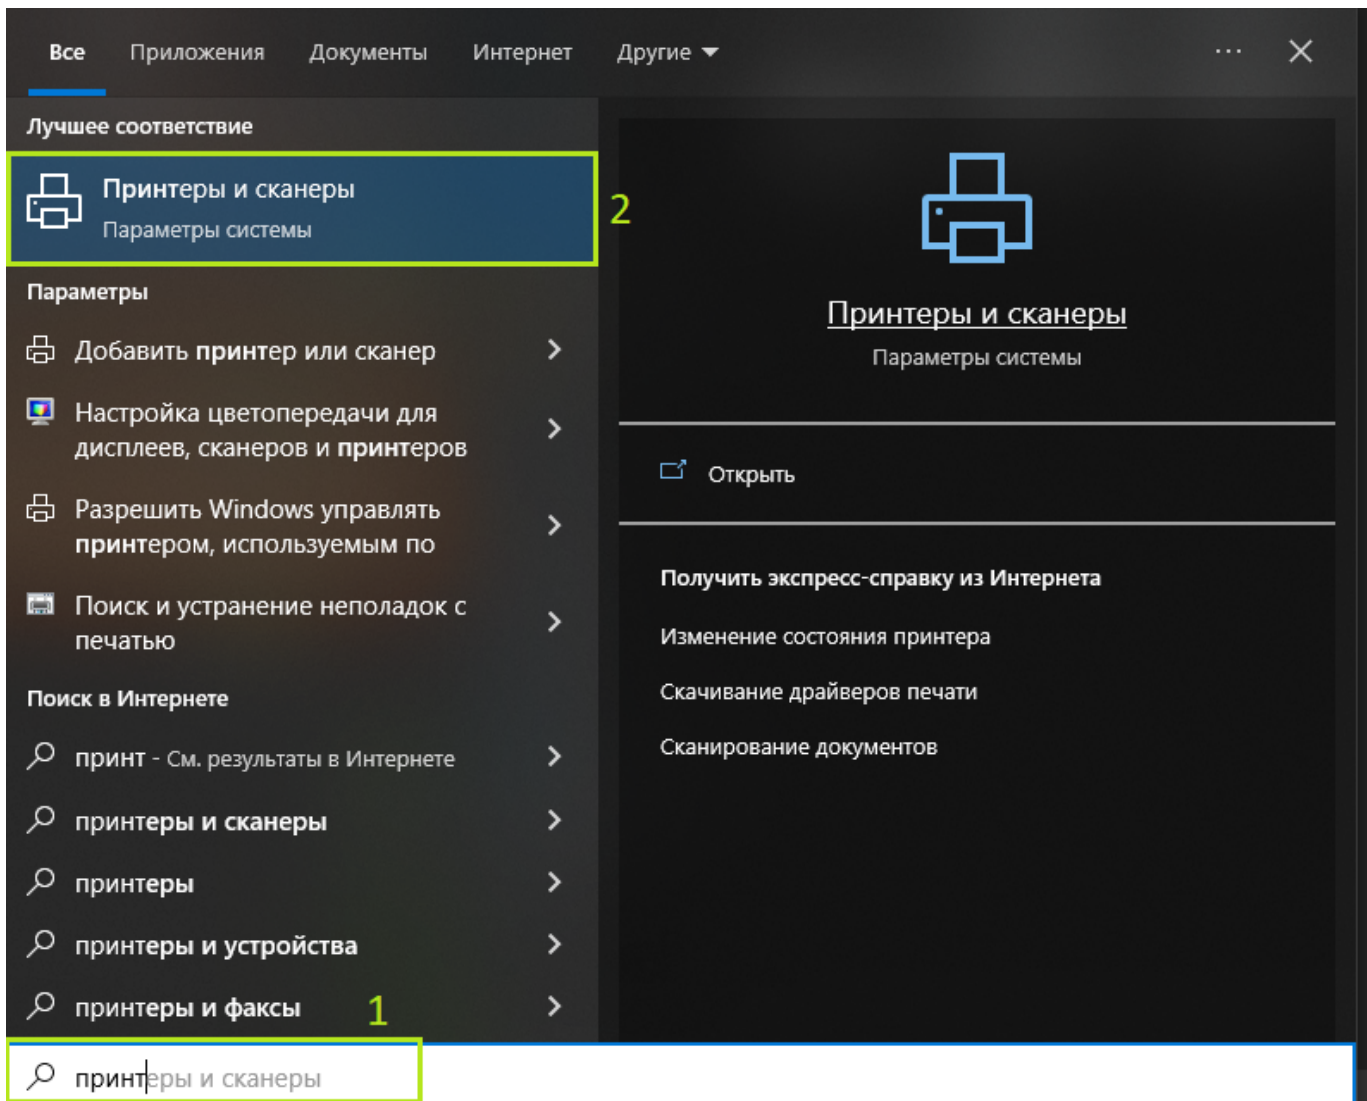 Все Приложения Документы Интернет Другие
Лучшее соответствие
Принтеры и сканеры
Параметры системы
2
Параметры
Добавить принтер или сканер
Настройка цветопередачи для
дисплеев, сканеров и принтеров
Разрешить Windows управлять
принтером, используемым по
Поиск и устранение неполадок с
печатью
Поиск в Интернете
принт - См. результаты в Интернете
принтеры и сканеры
принтеры
принтеры и устройства
принтеры и факсы
1
принтеры и сканеры
Принтеры и сканеры
Параметры системы
Открыть
Получить экспресс-справку из Интернета
Изменение состояния принтера
Скачивание драйверов печати
Сканирование документов